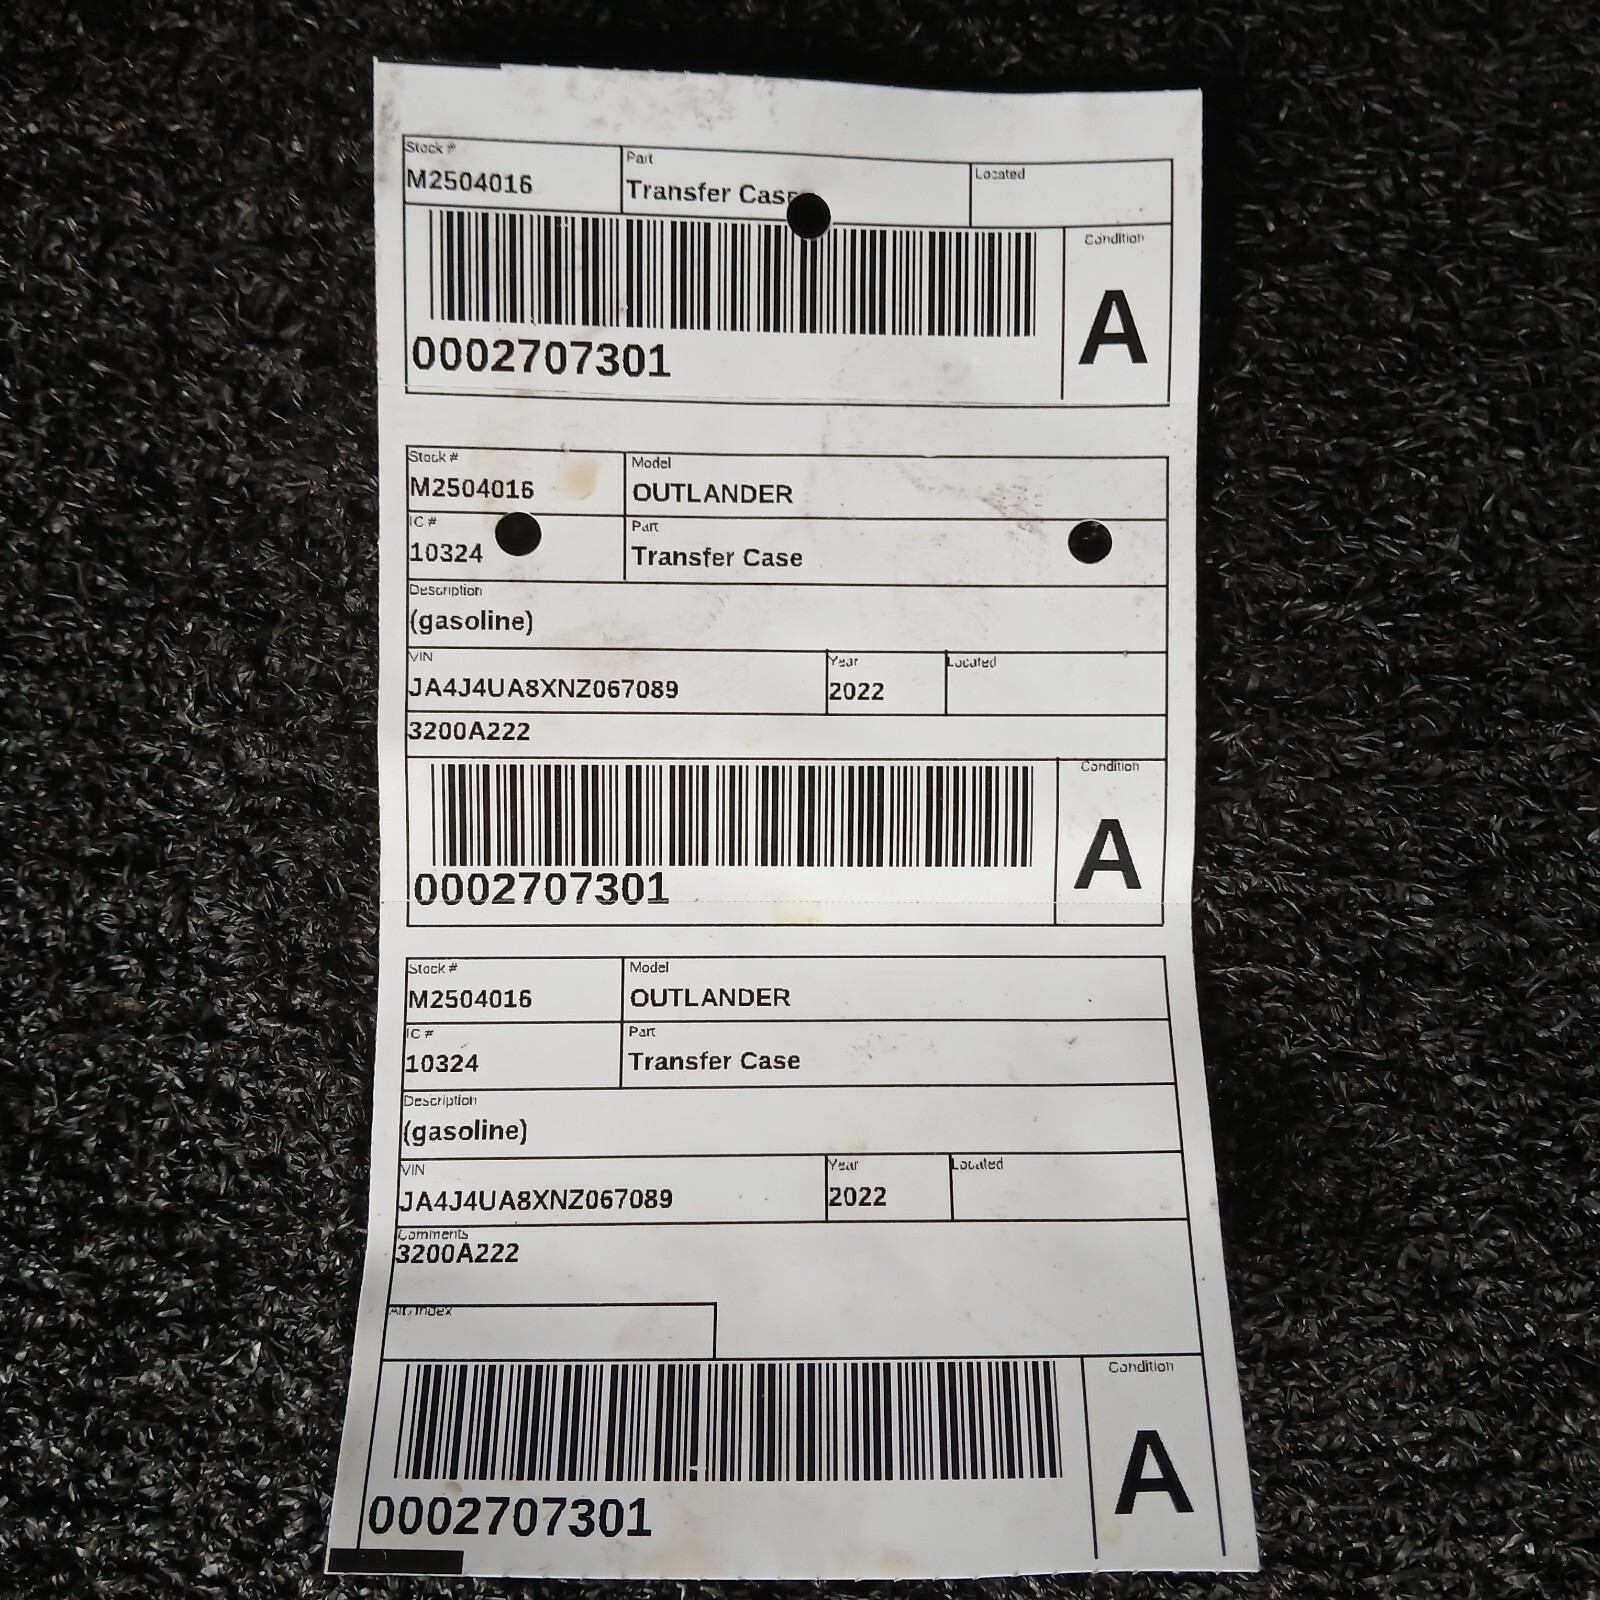 Stock #
Part
Located
M2504016
Transfer Case
Condition
A
0002707301
Stock #
Model
M2504016
OUTLANDER
IC #
Part
10324
Transfer Case
Description
(gasoline)
VIN
Year
Located
JA4J4UA8XNZ067089
2022
3200A222
Condition
A
0002707301
Stock #
Model
M2504016
OUTLANDER
IC #
Part
10324
Transfer Case
Description
(gasoline)
VIN
Year
Located
JA4J4UA8XNZ067089
2022
Comments
3200A222
Alt. Index
Condition
A
0002707301